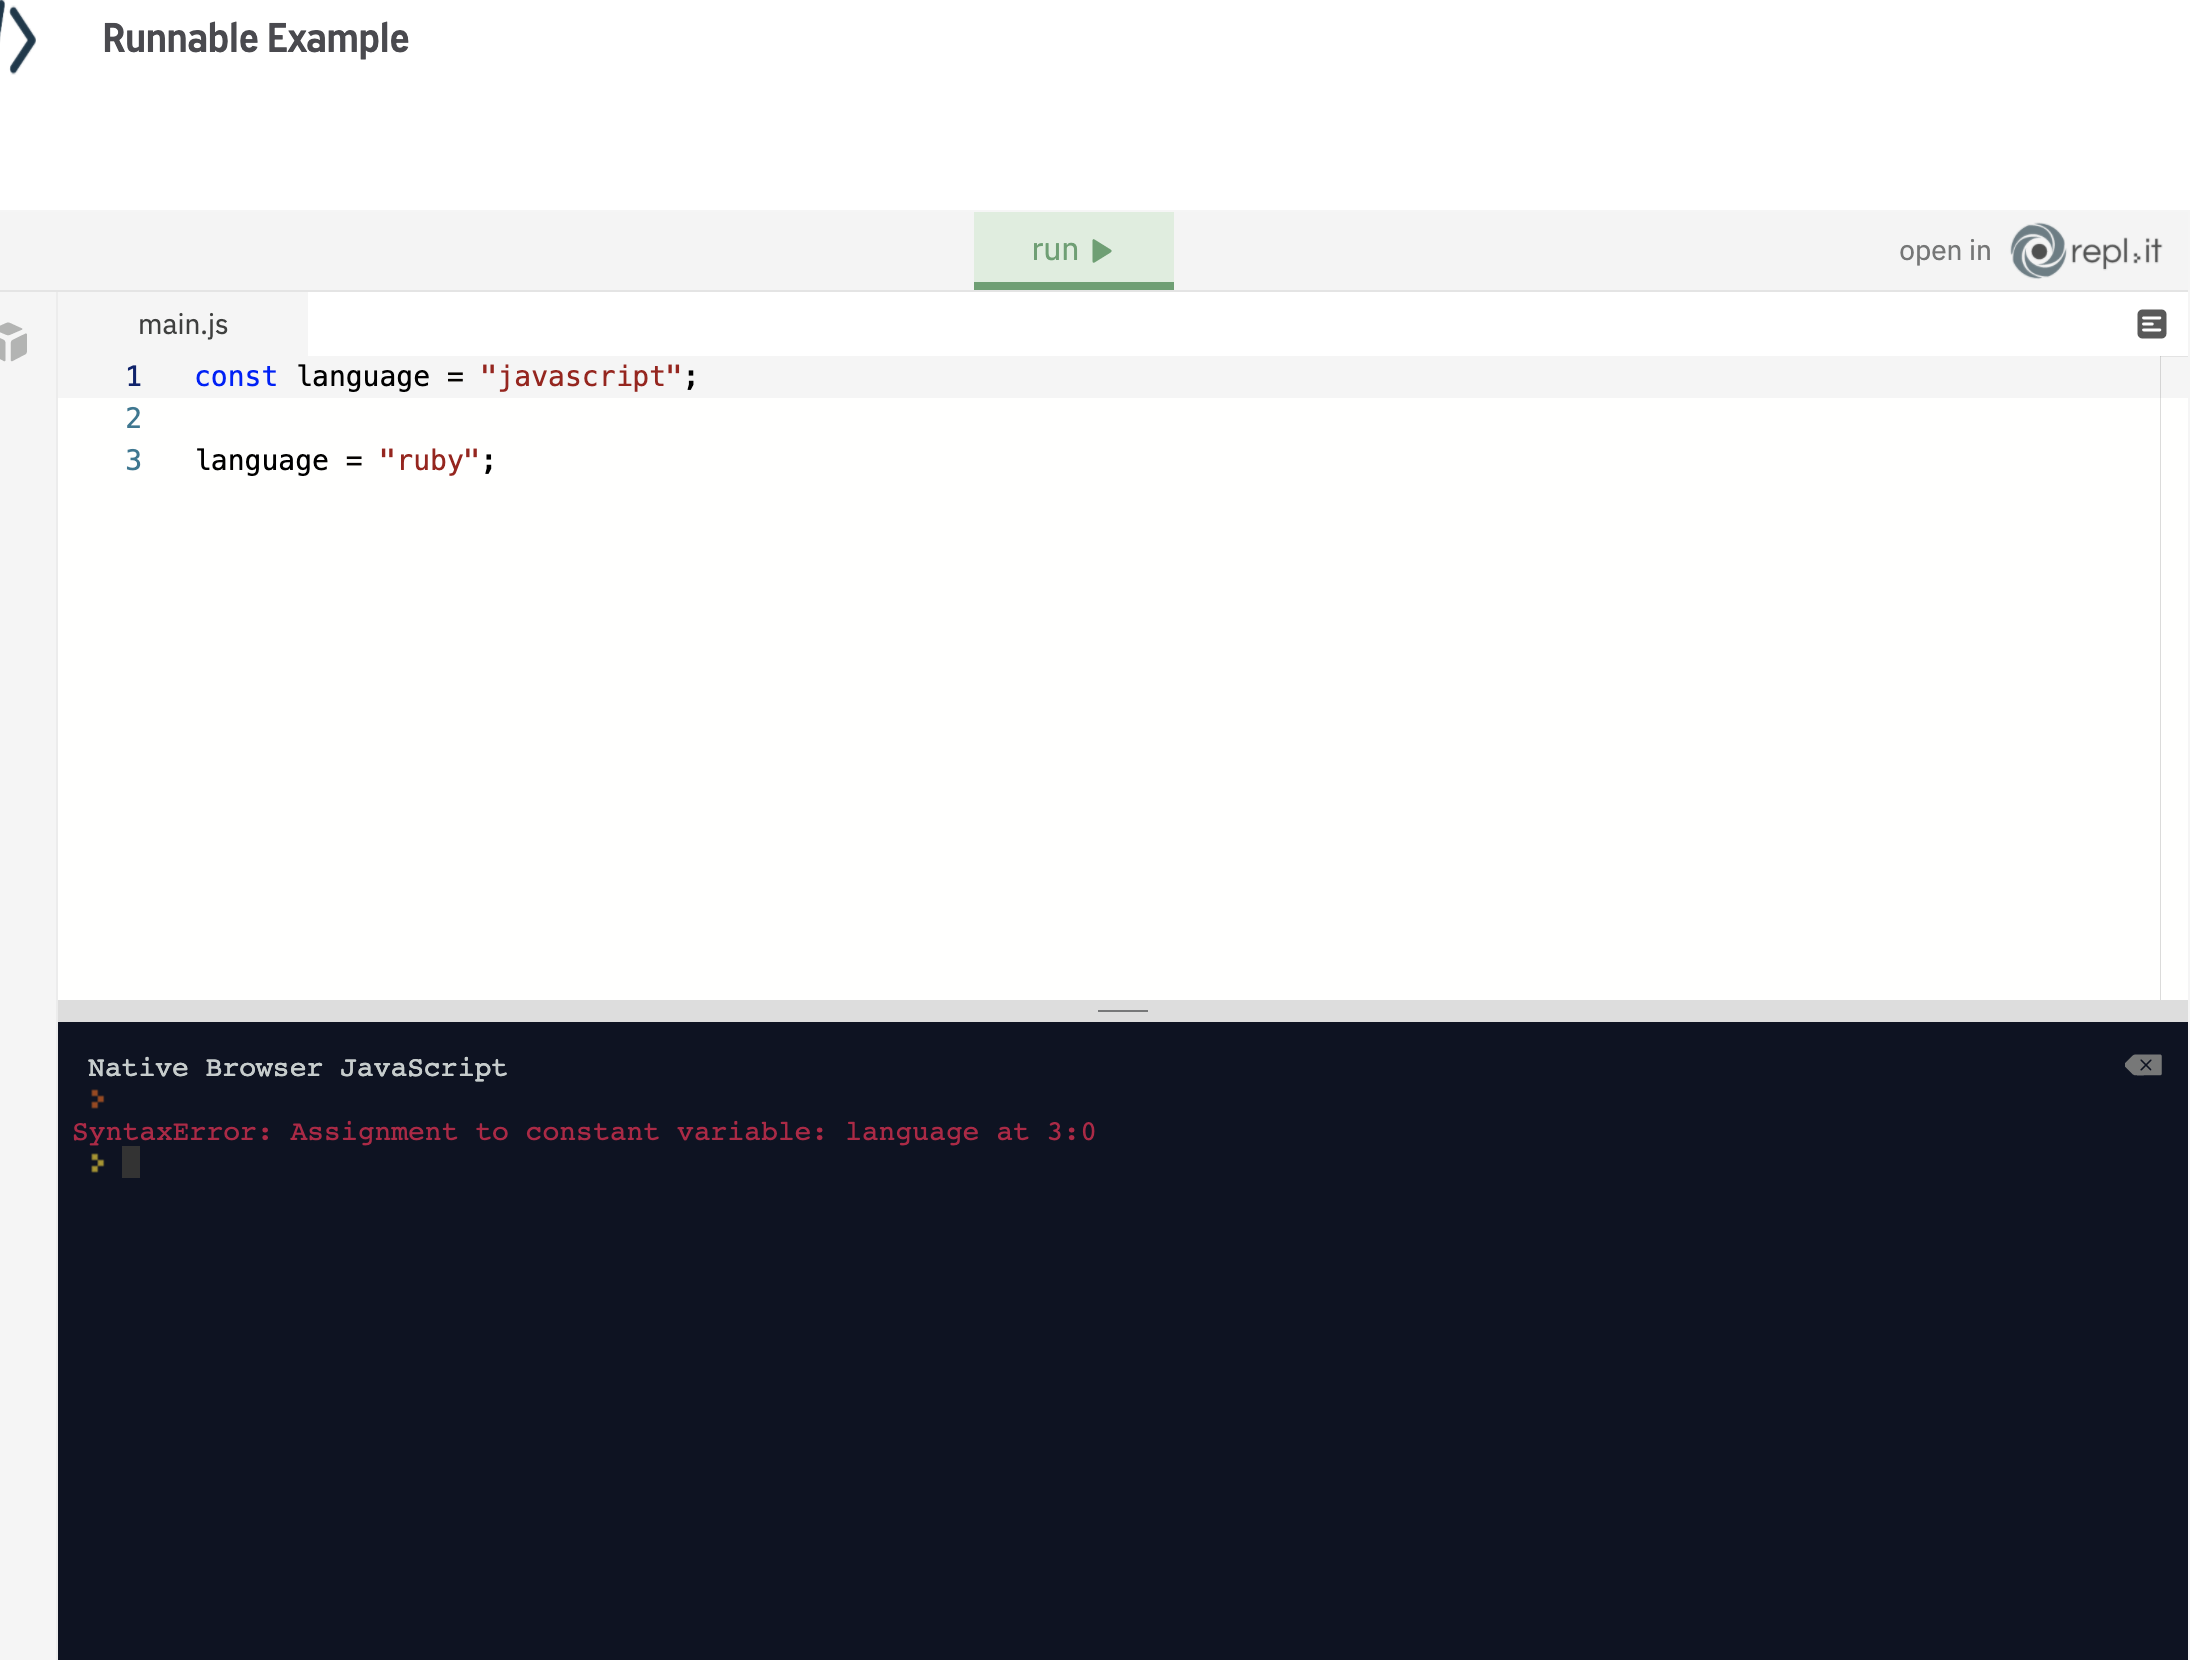 Runnable Example
run
open in repl.it
main.js
1 const language = "javascript";
2
3 language = "ruby";
Native Browser JavaScript
SyntaxError: Assignment to constant variable: language at 3:0